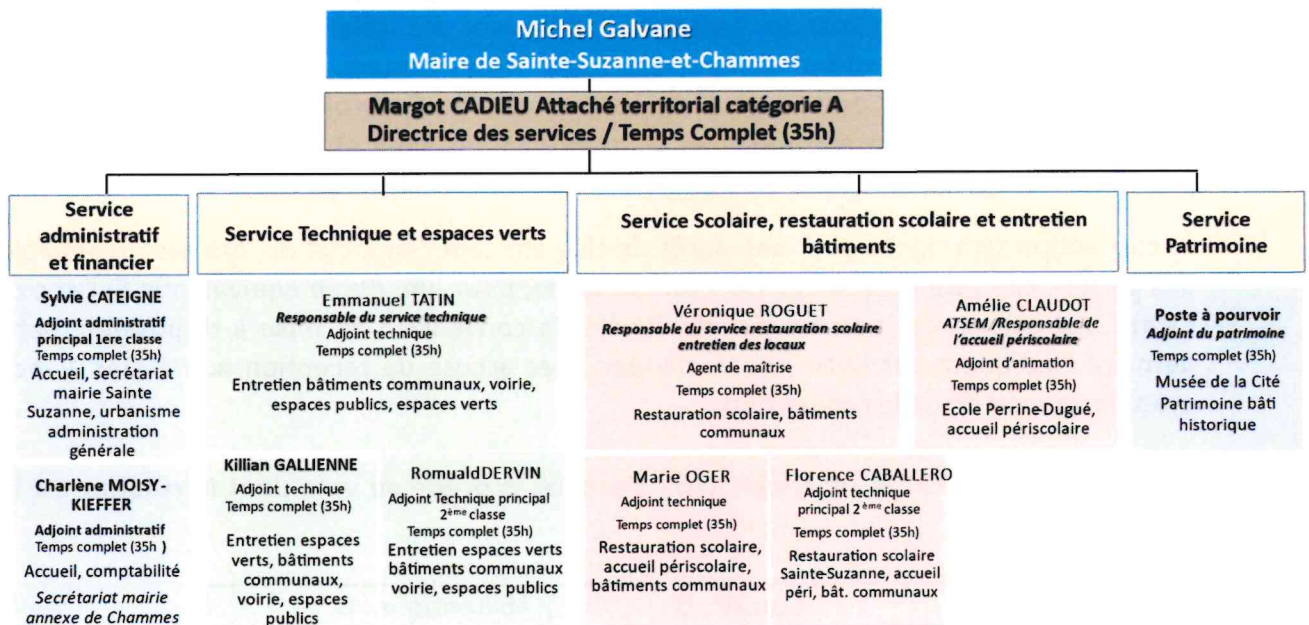 Michel Galvane
Maire de Sainte-Suzanne-et-Chammes
Margot CADIEU Attaché territorial catégorie A
Directrice des services / Temps Complet (35h)
Service
administratif
et financier
Sylvie CATEIGNE
Adjoint administratif
principal 1ere classe
Temps complet (35h)
Accueil, secrétariat
mairie Sainte
Suzanne, urbanisme
administration
générale
Charlène MOISY-
KIEFFER
Adjoint administratif
Temps complet (35h )
Accueil, comptabilité
Secrétariat mairie
annexe de Chammes
Service Technique et espaces verts
Emmanuel TATIN
Responsable du service technique
Adjoint technique
Temps complet (35h)
Entretien bâtiments communaux, voirie,
espaces publics, espaces verts
Killian GALLIENNE
Adjoint technique
Temps complet (35h)
Entretien espaces
verts, bâtiments
communaux,
voirie, espaces
publics
Romuald DERVIN
Adjoint Technique principal
2ème classe
Temps complet (35h)
Entretien espaces verts
bâtiments communaux
voirie, espaces publics
Service Scolaire, restauration scolaire et entretien
bâtiments
Véronique ROGUET
Responsable du service restauration scolaire
entretien des locaux
Agent de maîtrise
Temps complet (35h)
Restauration scolaire, bâtiments
communaux
Amélie CLAUDOT
ATSEM /Responsable de
l'accueil périscolaire
Adjoint d'animation
Temps complet (35h)
Ecole Perrine-Dugué,
accueil périscolaire
Marie OGER
Adjoint technique
Temps complet (35h)
Restauration scolaire,
accueil périscolaire,
bâtiments communaux
Florence CABALLERO
Adjoint technique
principal 2 ème classe
Temps complet (35h)
Restauration scolaire
Sainte-Suzanne, accueil
péri, bât. communaux
Service
Patrimoine
Poste à pourvoir
Adjoint du patrimoine
Temps complet (35h)
Musée de la Cité
Patrimoine bâti
historique